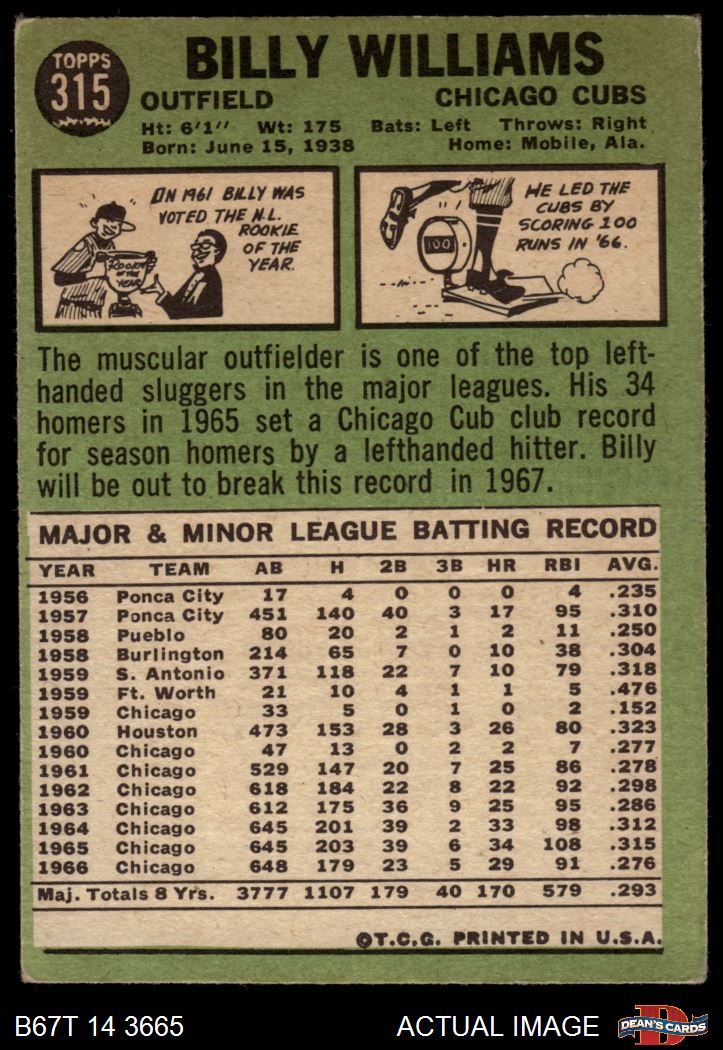 TOPPS
315
BILLY WILLIAMS
OUTFIELD CHICAGO CUBS
Ht: 6'1" Wt: 175 Bats: Left Throws: Right
Born: June 15, 1938 Home: Mobile, Ala.
IN 1961 BILLY WAS
VOTED THE N.L.
ROOKIE
OF THE
YEAR.
ROOKIE
OF THE
YEAR
HE LED THE
CUBS BY
SCORING 100
RUNS IN '66.
100
The muscular outfielder is one of the top left-
handed sluggers in the major leagues. His 34
homers in 1965 set a Chicago Cub club record
for season homers by a lefthanded hitter. Billy
will be out to break this record in 1967.
MAJOR & MINOR LEAGUE BATTING RECORD
YEAR TEAM AB H 2B 3B HR RBI AVG.
1956 Ponca City 17 4 0 0 0 4 .235
1957 Ponca City 451 140 40 3 17 95 .310
1958 Pueblo 80 20 2 1 2 11 .250
1958 Burlington 214 65 7 0 10 38 .304
1959 S. Antonio 371 118 22 7 10 79 .318
1959 Ft. Worth 21 10 4 1 1 5 .476
1959 Chicago 33 5 0 1 0 2 .152
1960 Houston 473 153 28 3 26 80 .323
1960 Chicago 47 13 0 2 2 7 .277
1961 Chicago 529 147 20 7 25 86 .278
1962 Chicago 618 184 22 8 22 92 .298
1963 Chicago 612 175 36 9 25 95 .286
1964 Chicago 645 201 39 2 33 98 .312
1965 Chicago 645 203 39 6 34 108 .315
1966 Chicago 648 179 23 5 29 91 .276
Maj. Totals 8 Yrs. 3777 1107 179 40 170 579 .293
©T.C.G. PRINTED IN U.S.A.
B67T 14 3665 ACTUAL IMAGE
D
DEAN'S CARDS